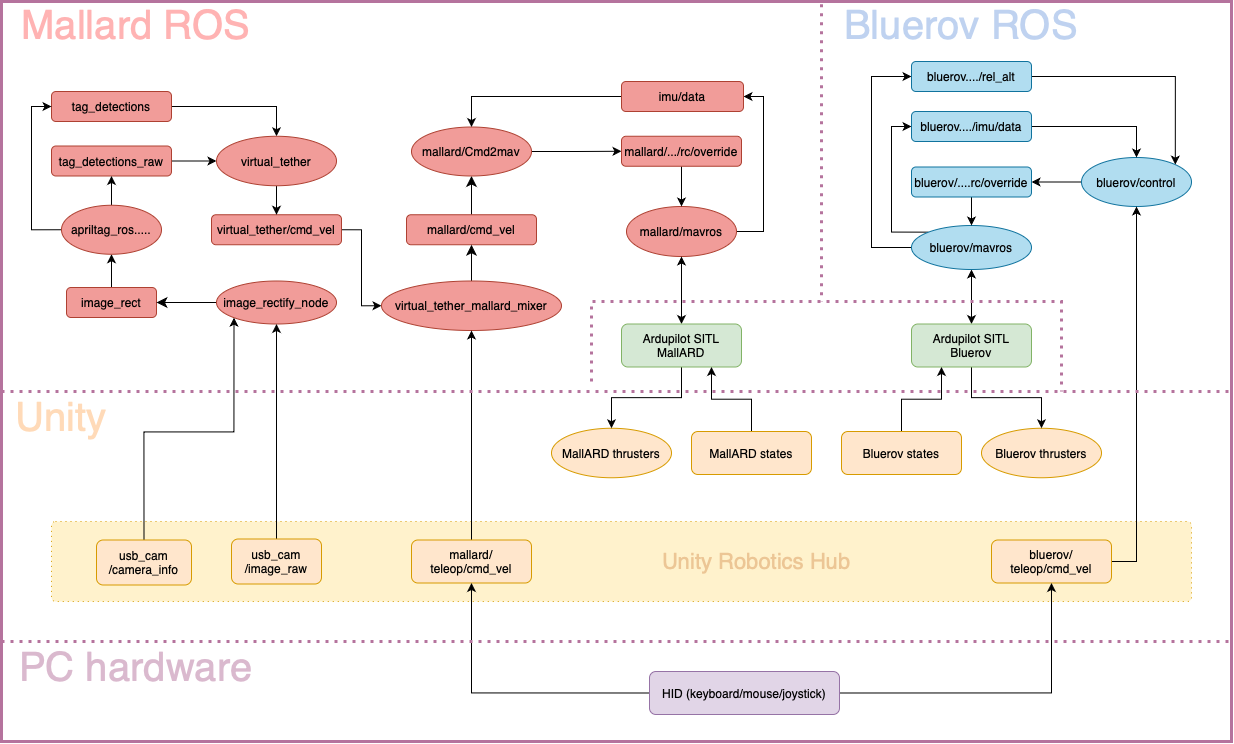 Mallard ROS
Bluerov ROS
tag_detections
imu/data
bluerov..../rel_alt
tag_detections_raw
virtual_tether
mallard/Cmd2mav
mallard/.../rc/override
bluerov..../imu/data
bluerov/....rc/override
bluerov/control
apriltag_ros.....
virtual_tether/cmd_vel
mallard/cmd_vel
mallard/mavros
bluerov/mavros
image_rect
image_rectify_node
virtual_tether_mallard_mixer
Ardupilot SITL
MallARD
Ardupilot SITL
Bluerov
Unity
MallARD thrusters
MallARD states
Bluerov states
Bluerov thrusters
usb_cam
/camera_info
usb_cam
/image_raw
mallard/
teleop/cmd_vel
Unity Robotics Hub
bluerov/
teleop/cmd_vel
PC hardware
HID (keyboard/mouse/joystick)